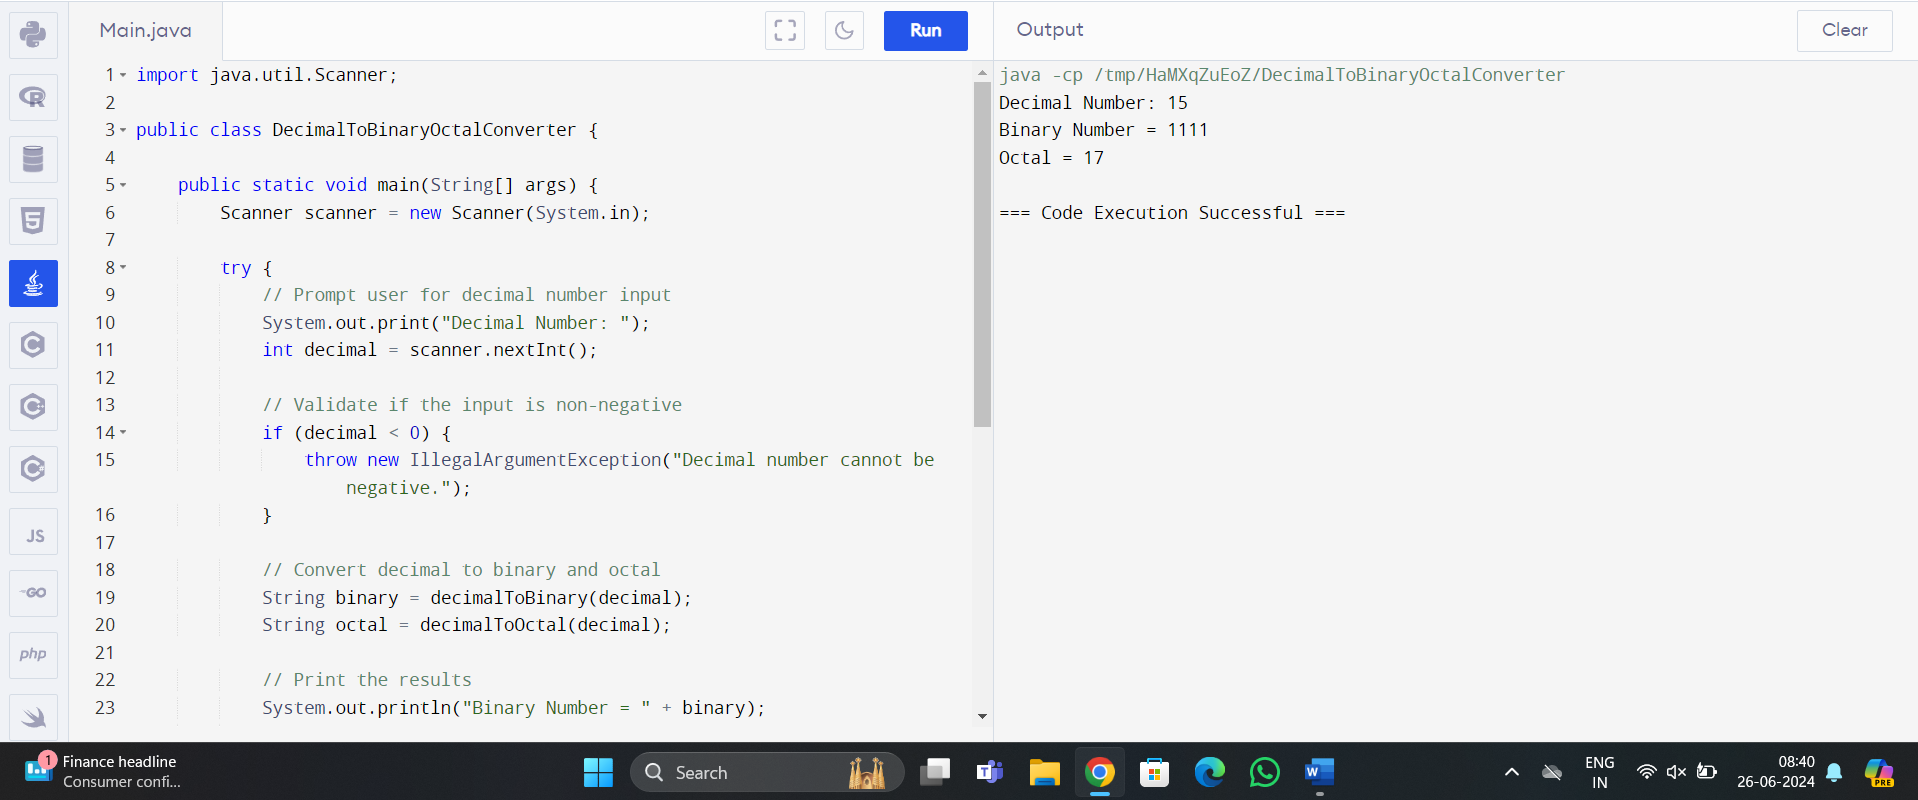 Main.java
Run
Output
Clear
1 import java.util.Scanner;
2
3 public class DecimalToBinaryOctalConverter {
4
5 public static void main(String[] args) {
6 Scanner scanner = new Scanner(System.in);
7
8 try {
9 // Prompt user for decimal number input
10 System.out.print("Decimal Number: ");
11 int decimal = scanner.nextInt();
12
13 // Validate if the input is non-negative
14 if (decimal < 0) {
15 throw new IllegalArgumentException("Decimal number cannot be
negative.");
16 }
17
18 // Convert decimal to binary and octal
19 String binary = decimalToBinary(decimal);
20 String octal = decimalToOctal(decimal);
21
22 // Print the results
23 System.out.println("Binary Number = " + binary);
java -cp /tmp/HaMXqZuEoZ/DecimalToBinaryOctalConverter
Decimal Number: 15
Binary Number = 1111
Octal = 17
=== Code Execution Successful ===
R
5
C
C
C
JS
GO
php
1
Finance headline
Consumer confi...
Search
T
W
ENG
IN
08:40
26-06-2024
PRE